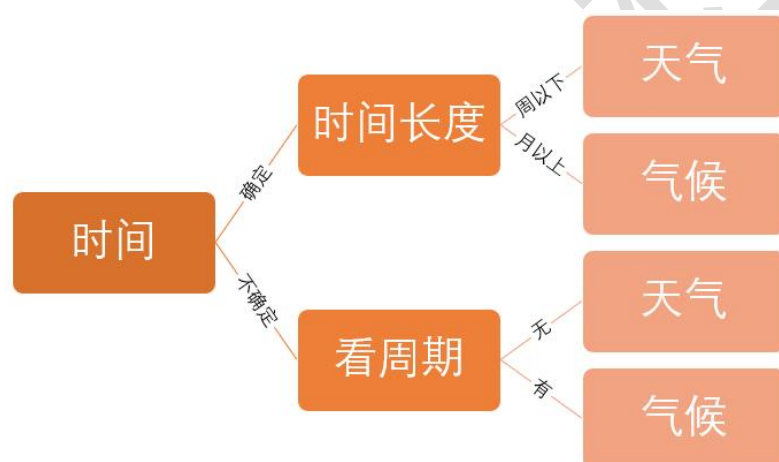 时间
确定
不确定
时间长度
看周期
周以下
月以上
无
有
天气
气候
天气
气候